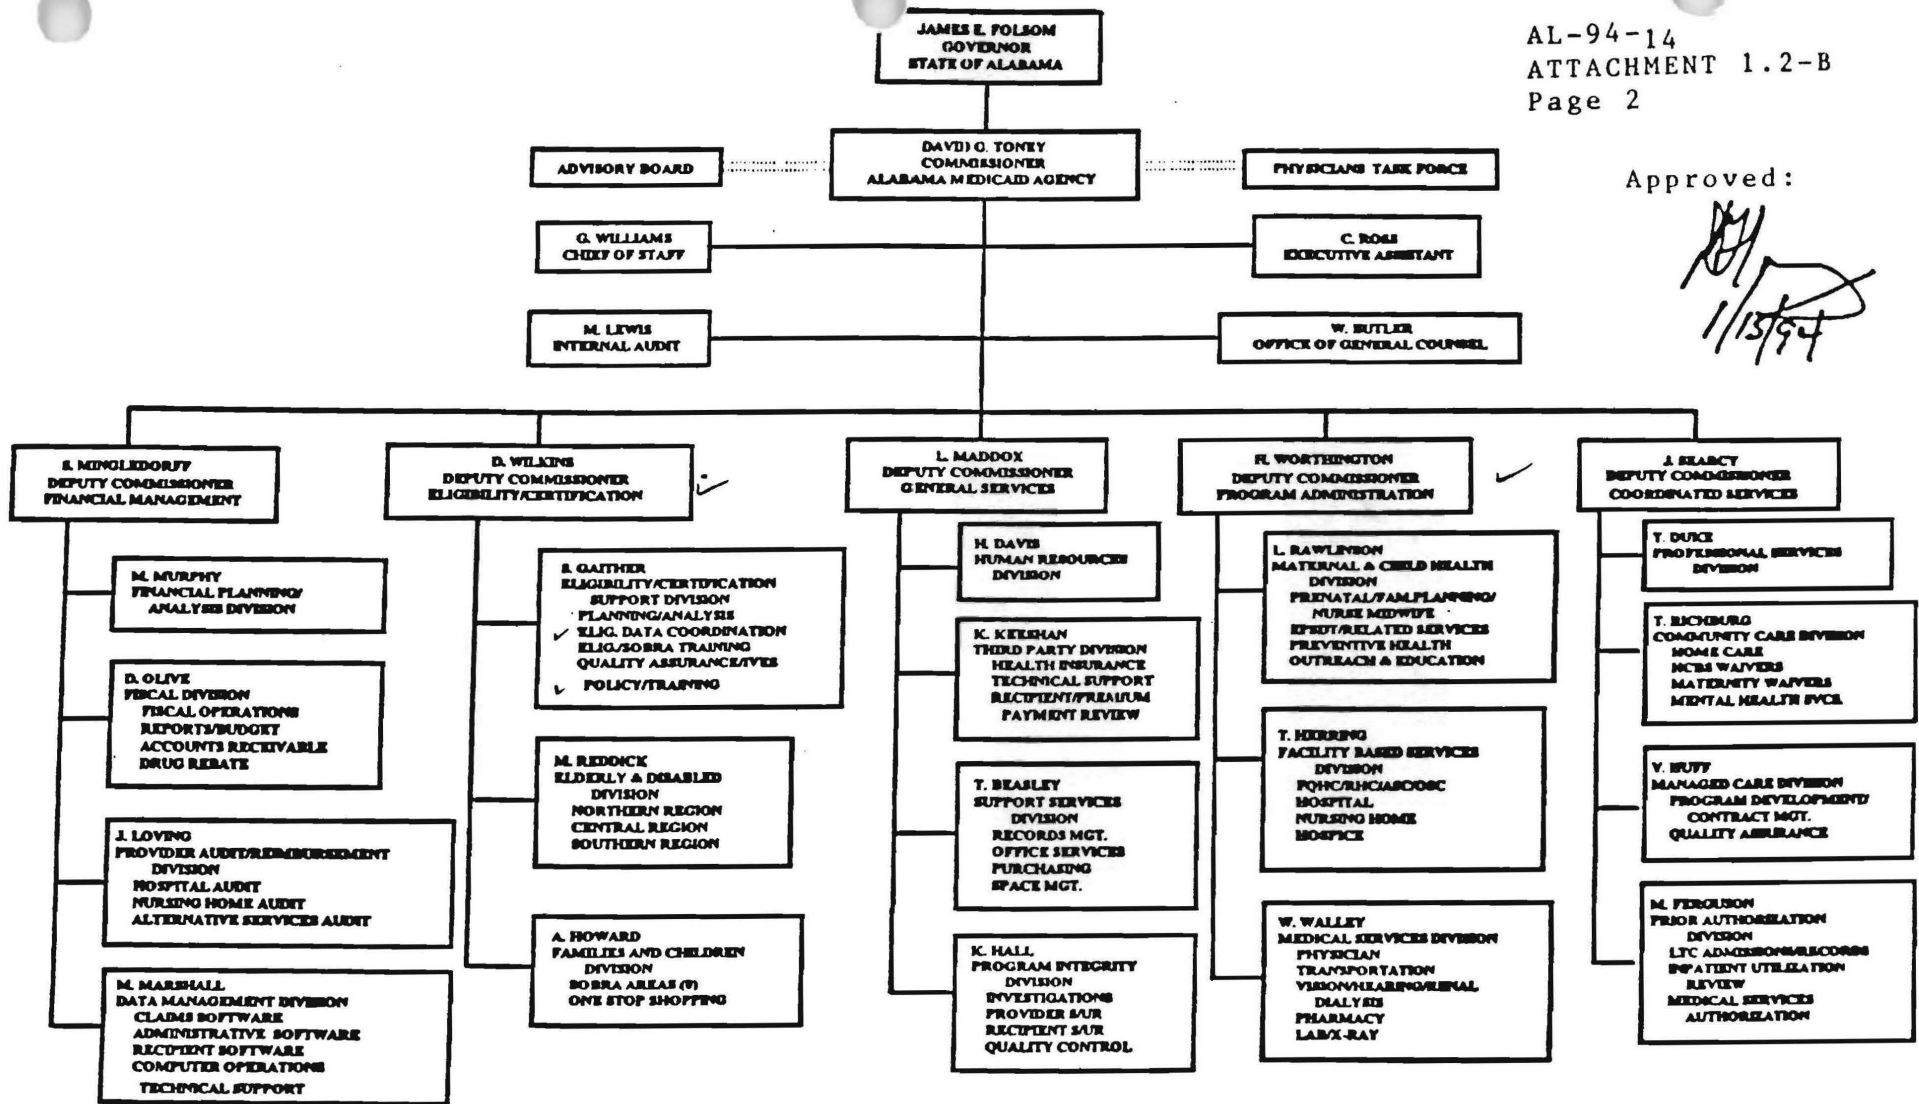 AL-94-14
ATTACHMENT 1.2-B
Page 2
Approved:
1/13/94
JAMES E. FOLSOM
GOVERNOR
STATE OF ALABAMA
DAVID G. TONEY
COMMISSIONER
ALABAMA MEDICAID AGENCY
ADVISORY BOARD
PHYSICIANS TASK FORCE
G. WILLIAMS
CHIEF OF STAFF
C. ROSS
EXECUTIVE ASSISTANT
M. LEWIS
INTERNAL AUDIT
W. BUTLER
OFFICE OF GENERAL COUNSEL
S. MINGLEDORFF
DEPUTY COMMISSIONER
FINANCIAL MANAGEMENT
M. MURPHY
FINANCIAL PLANNING/
ANALYSIS DIVISION
D. OLIVE
FISCAL DIVISION
FISCAL OPERATIONS
REPORTS/BUDGET
ACCOUNTS RECEIVABLE
DRUG REBATE
J. LOVING
PROVIDER AUDIT/REIMBURSEMENT
DIVISION
HOSPITAL AUDIT
NURSING HOME AUDIT
ALTERNATIVE SERVICES AUDIT
M. MARSHALL
DATA MANAGEMENT DIVISION
CLAIMS SOFTWARE
ADMINISTRATIVE SOFTWARE
RECIPIENT SOFTWARE
COMPUTER OPERATIONS
TECHNICAL SUPPORT
D. WILKINS
DEPUTY COMMISSIONER
ELIGIBILITY/CERTIFICATION
S. GAITHER
ELIGIBILITY/CERTIFICATION
SUPPORT DIVISION
PLANNING/ANALYSIS
✓ ELIG. DATA COORDINATION
ELIG/SOBRA TRAINING
QUALITY ASSURANCE/IVES
✓ POLICY/TRAINING
M. REDDICK
ELDERLY & DISABLED
DIVISION
NORTHERN REGION
CENTRAL REGION
SOUTHERN REGION
A. HOWARD
FAMILIES AND CHILDREN
DIVISION
SOBRA AREAS (9)
ONE STOP SHOPPING
L. MADDOX
DEPUTY COMMISSIONER
GENERAL SERVICES
H. DAVIS
HUMAN RESOURCES
DIVISION
K. KEESHAN
THIRD PARTY DIVISION
HEALTH INSURANCE
TECHNICAL SUPPORT
RECIPIENT/PREMIUM
PAYMENT REVIEW
T. BEASLEY
SUPPORT SERVICES
DIVISION
RECORDS MGT.
OFFICE SERVICES
PURCHASING
SPACE MGT.
K. HALL
PROGRAM INTEGRITY
DIVISION
INVESTIGATIONS
PROVIDER S/UR
RECIPIENT S/UR
QUALITY CONTROL
H. WORTHINGTON
DEPUTY COMMISSIONER
PROGRAM ADMINISTRATION
L. RAWLINSON
MATERNAL & CHILD HEALTH
DIVISION
PRENATAL/FAM.PLANNING/
NURSE MIDWIFE
EPSDT/RELATED SERVICES
PREVENTIVE HEALTH
OUTREACH & EDUCATION
T. HERRING
FACILITY BASED SERVICES
DIVISION
FQHC/RHC/ASC/OSC
HOSPITAL
NURSING HOME
HOSPICE
W. WALLEY
MEDICAL SERVICES DIVISION
PHYSICIAN
TRANSPORTATION
VISION/HEARING/RENAL
DIALYSIS
PHARMACY
LAB/X-RAY
J. SEARCY
DEPUTY COMMISSIONER
COORDINATED SERVICES
T. DUKE
PROFESSIONAL SERVICES
DIVISION
T. RICHBURG
COMMUNITY CARE DIVISION
HOME CARE
HCBS WAIVERS
MATERNITY WAIVERS
MENTAL HEALTH SVCS.
V. HUFF
MANAGED CARE DIVISION
PROGRAM DEVELOPMENT/
CONTRACT MGT.
QUALITY ASSURANCE
M. FERGUSON
PRIOR AUTHORIZATION
DIVISION
LTC ADMISSIONS/RECORDS
INPATIENT UTILIZATION
REVIEW
MEDICAL SERVICES
AUTHORIZATION